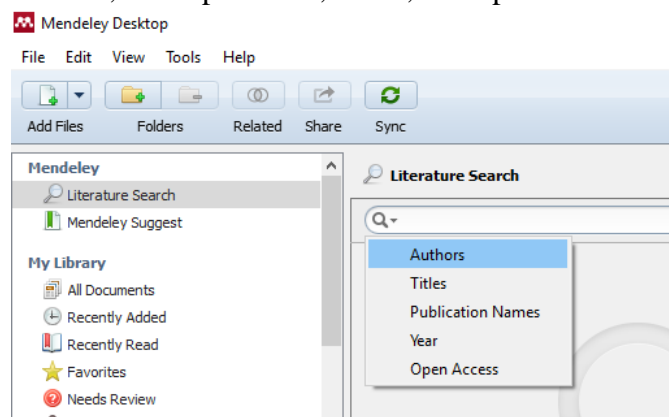 Mendeley Desktop
File Edit View Tools Help
Add Files Folders Related Share Sync
Mendeley
Literature Search
Mendeley Suggest
My Library
All Documents
Recently Added
Recently Read
Favorites
Needs Review
Literature Search
Authors
Titles
Publication Names
Year
Open Access